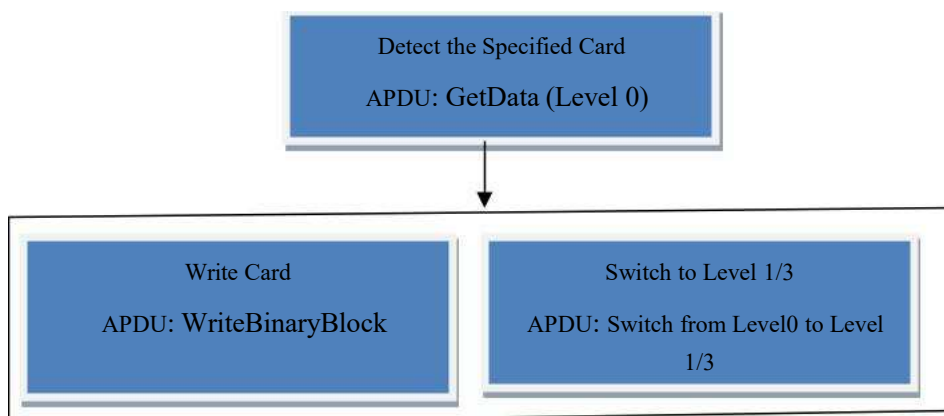 Detect the Specified Card
APDU: GetData (Level 0)
Write Card
APDU: WriteBinaryBlock
Switch to Level 1/3
APDU: Switch from Level0 to Level
1/3